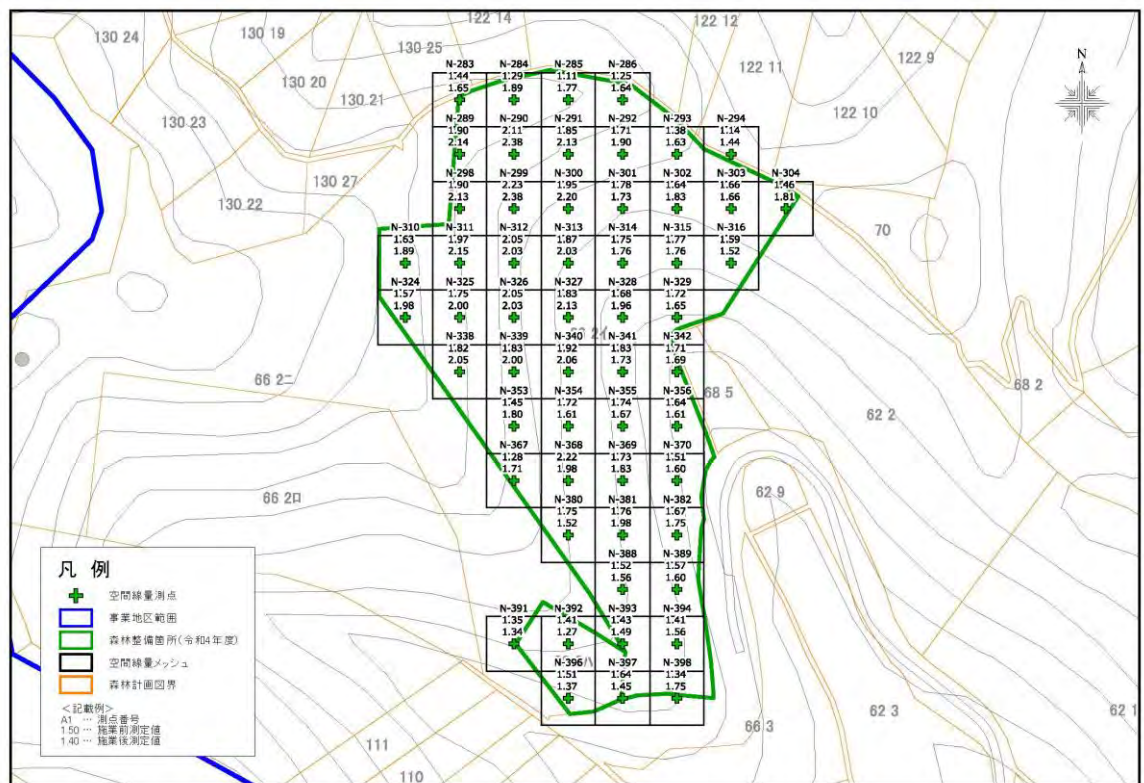 122 14
122 12
130 24
130 19
130 25
N
122 9
122 11
130 20
130 21
122 10
130 23
130 27
130 22
70
N-283
1.44
1.65
N-284
1.29
1.89
N-285
1.11
1.77
N-286
1.25
1.64
N-289
1.90
2.14
N-290
2.11
2.38
N-291
1.85
2.13
N-292
1.71
1.90
N-293
1.38
1.63
N-294
1.14
1.44
N-298
1.90
2.13
N-299
2.23
2.38
N-300
1.95
2.20
N-301
1.78
1.73
N-302
1.64
1.83
N-303
1.66
1.66
N-304
1.46
1.81
N-310
1.63
1.89
N-311
1.97
2.15
N-312
2.05
2.03
N-313
1.87
2.03
N-314
1.75
1.76
N-315
1.77
1.76
N-316
1.59
1.52
N-324
1.57
1.98
N-325
1.75
2.00
N-326
2.05
2.03
N-327
1.83
2.13
N-328
1.68
1.96
N-329
1.72
1.65
N-338
1.82
2.05
N-339
1.83
2.00
N-340
1.92
2.06
N-341
1.83
1.73
N-342
1.71
1.69
66 2ニ
68 5
68 2
62 2
N-353
1.45
1.80
N-354
1.72
1.61
N-355
1.74
1.67
N-356
1.64
1.61
N-367
1.28
1.71
N-368
2.22
1.98
N-369
1.73
1.83
N-370
1.51
1.60
66 2ロ
62 9
N-380
1.75
1.52
N-381
1.76
1.98
N-382
1.67
1.75
N-388
1.52
1.56
N-389
1.57
1.60
N-391
1.35
1.34
N-392
1.41
1.27
N-393
1.43
1.49
N-394
1.41
1.56
N-396
1.51
1.37
N-397
1.64
1.45
N-398
1.34
1.75
66 3
62 3
62 1
111
110
凡 例
空間線量測点
事業地区範囲
森林整備箇所(令和4年度)
空間線量メッシュ
森林計画図界
<記載例>
A1 … 測点番号
1.50 … 施業前測定値
1.40 … 施業後測定値